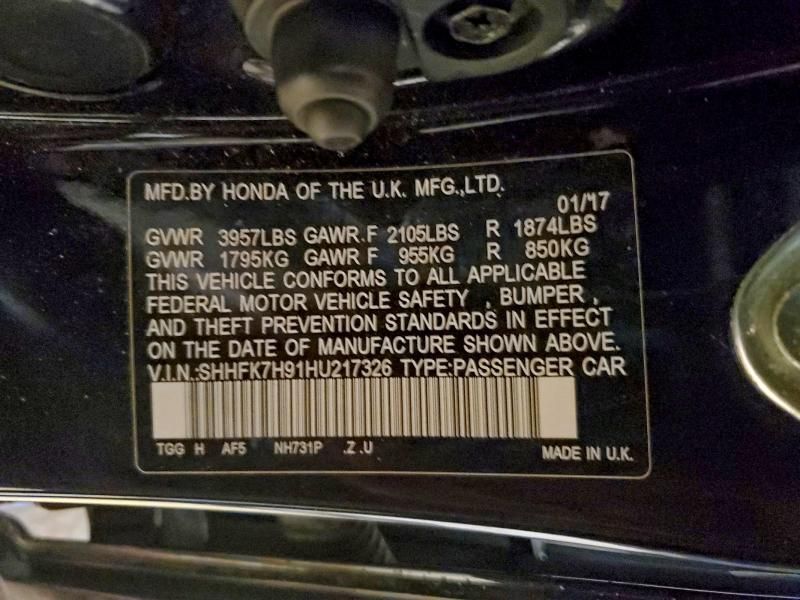 MFD.BY HONDA OF THE U.K. MFG.,LTD.
01/'17
GVWR 3957LBS GAWR.F 2105LBS R 1874LBS
GVWR 1795KG GAWR F 955KG R 850KG
THIS VEHICLE CONFORMS TO ALL APPLICABLE
FEDERAL MOTOR VEHICLE SAFETY , BUMPER ,
AND THEFT PREVENTION STANDARDS IN EFFECT
ON THE DATE OF MANUFACTURE SHOWN ABOVE.
V.I.N.:SHHFK7H91HU217326 TYPE:PASSENGER CAR
TGG H AF5 NH731P .Z .U
MADE IN U.K.